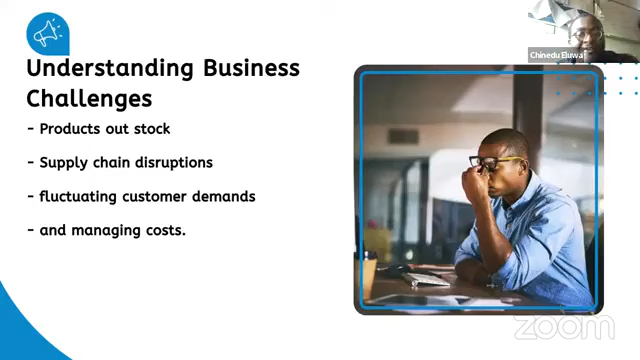 Chinedu Eluwa
Understanding Business
Challenges
- Products out stock
- Supply chain disruptions
- fluctuating customer demands
- and managing costs.
zoom